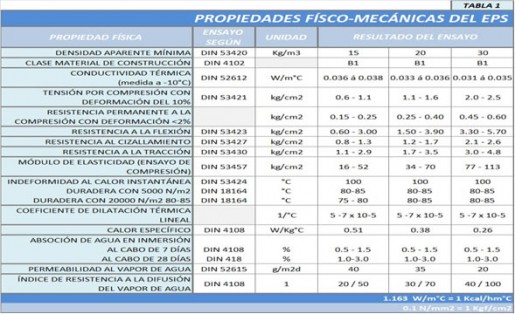 TABLA 1
PROPIEDADES FÍSCO-MECÁNICAS DEL EPS
PROPIEDAD FÍSICA ENSAYO SEGÚN UNIDAD RESULTADO DEL ENSAYO
DENSIDAD APARENTE MÍNIMA DIN 53420 Kg/m3 15 20 30
CLASE MATERIAL DE CONSTRUCCIÓN DIN 4102 B1 B1 B1
CONDUCTIVIDAD TÉRMICA (medida a -10°C) DIN 52612 W/m°C 0.036 á 0.038 0.033 a 0.036 0.031 á 0.035
TENSIÓN POR COMPRESIÓN CON DEFORMACIÓN DEL 10% DIN 53421 kg/cm2 0.6 - 1.1 1.1 - 1.6 2.0 - 2.5
RESISTENCIA PERMANENTE A LA COMPRESIÓN CON DEFORMACIÓN <2% kg/cm2 0.15 - 0.25 0.25 - 0.40 0.45 - 0.60
RESISTENCIA A LA FLEXIÓN DIN 53423 kg/cm2 0.60 - 3.00 1.50 - 3.90 3.30 - 5.70
RESISTENCIA AL CIZALLAMIENTO DIN 53427 kg/cm2 0.8 - 1.3 1.2 - 1.7 2.1 - 2.6
RESISTENCIA A LA TRACCIÓN DIN 53430 kg/cm2 1.1 - 2.9 1.7 - 3.5 3.0 - 4.8
MÓDULO DE ELASTICIDAD (ENSAYO DE COMPRESIÓN) DIN 53457 kg/cm2 16 - 52 34 - 70 77 - 113
INDEFORMIDAD AL CALOR INSTANTÁNEA DIN 53424 °C 100 100 100
DURADERA CON 5000 N/m2 DIN 18164 °C 80-85 80-85 80-85
DURADERA CON 20000 N/m2 80-85 DIN 18164 °C 75 - 80 80-85 80-85
COEFICIENTE DE DILATACIÓN TÉRMICA LINEAL 1/°C 5 -7 x 10-5 5 -7 x 10-5 5 -7 x 10-5
CALOR ESPECÍFICO DIN 4108 W/Kg°C 0.51 0.38 0.26
ABSOCIÓN DE AGUA EN INMERSIÓN
AL CABO DE 7 DÍAS DIN 4108 % 0.5 - 1.5 0.5 - 1.5 0.5 - 1.5
AL CABO DE 28 DÍAS DIN 418 % 1.0-3.0 1.0-3.0 1.0-3.0
PERMEABILIDAD AL VAPOR DE AGUA DIN 52615 g/m2d 40 35 20
ÍNDICE DE RESISTENCIA A LA DIFUSIÓN DEL VAPOR DE AGUA DIN 4108 1 20 / 50 30 / 70 40 / 100
1.163 W/m°C = 1 Kcal/hm°C
0.1 N/mm2 = 1 Kgf/cm2